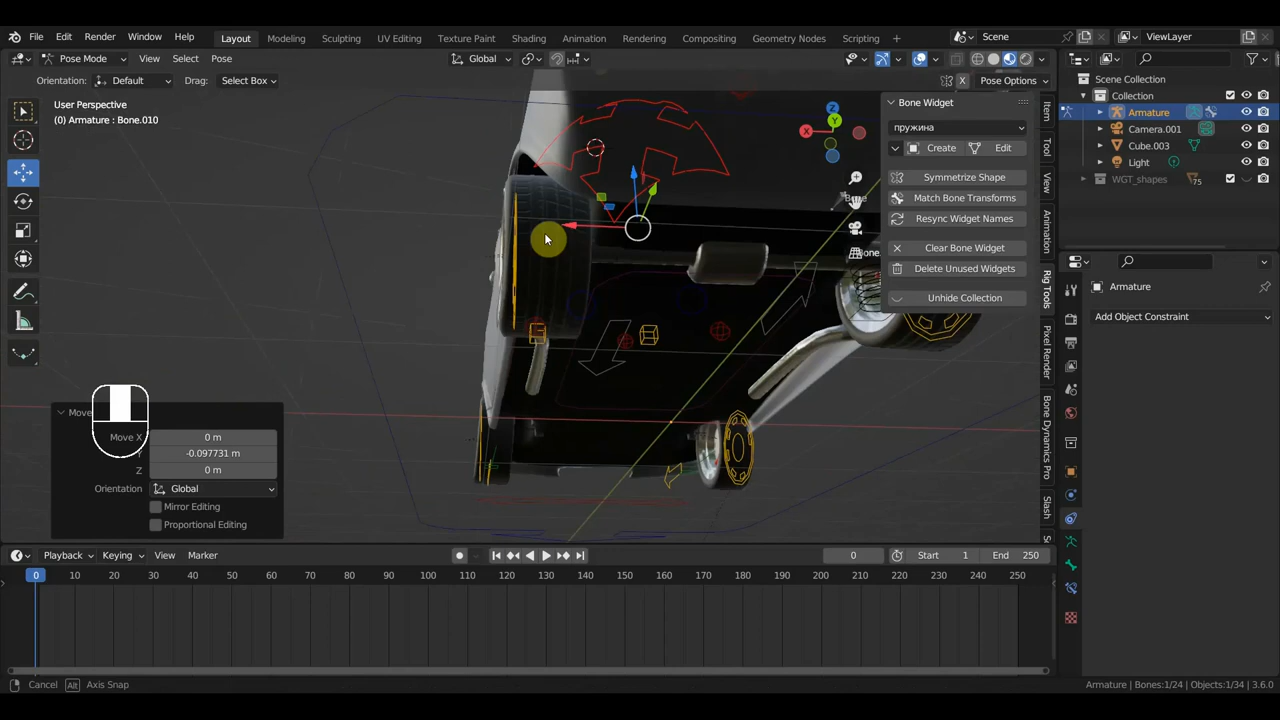 File Edit Render Window Help Layout Modeling Sculpting UV Editing Texture Paint Shading Animation Rendering Compositing Geometry Nodes Scripting + Scene ViewLayer
Pose Mode View Select Pose Global
Orientation: Default Drag: Select Box X Pose Options
User Perspective
(0) Armature : Bone.010
Z
Y
X
Bone Widget
пружина
Create Edit
Symmetrize Shape
Match Bone Transforms
Resync Widget Names
Clear Bone Widget
Delete Unused Widgets
Unhide Collection
Item
Tool
View
Animation
Rig Tools
Pixel Render
Bone Dynamics Pro
Slash
Scene Collection
Collection
Armature
Camera.001
Cube.003
Light
WGT_shapes 75
Armature
Add Object Constraint
Move
Move X 0 m
Y -0.097731 m
Z 0 m
Orientation Global
Mirror Editing
Proportional Editing
Playback Keying View Marker 0 Start 1 End 250
0 10 20 30 40 50 60 70 80 90 100 110 120 130 140 150 160 170 180 190 200 210 220 230 240 250
Cancel Alt Axis Snap Armature | Bones:1/24 | Objects:1/34 | 3.6.0